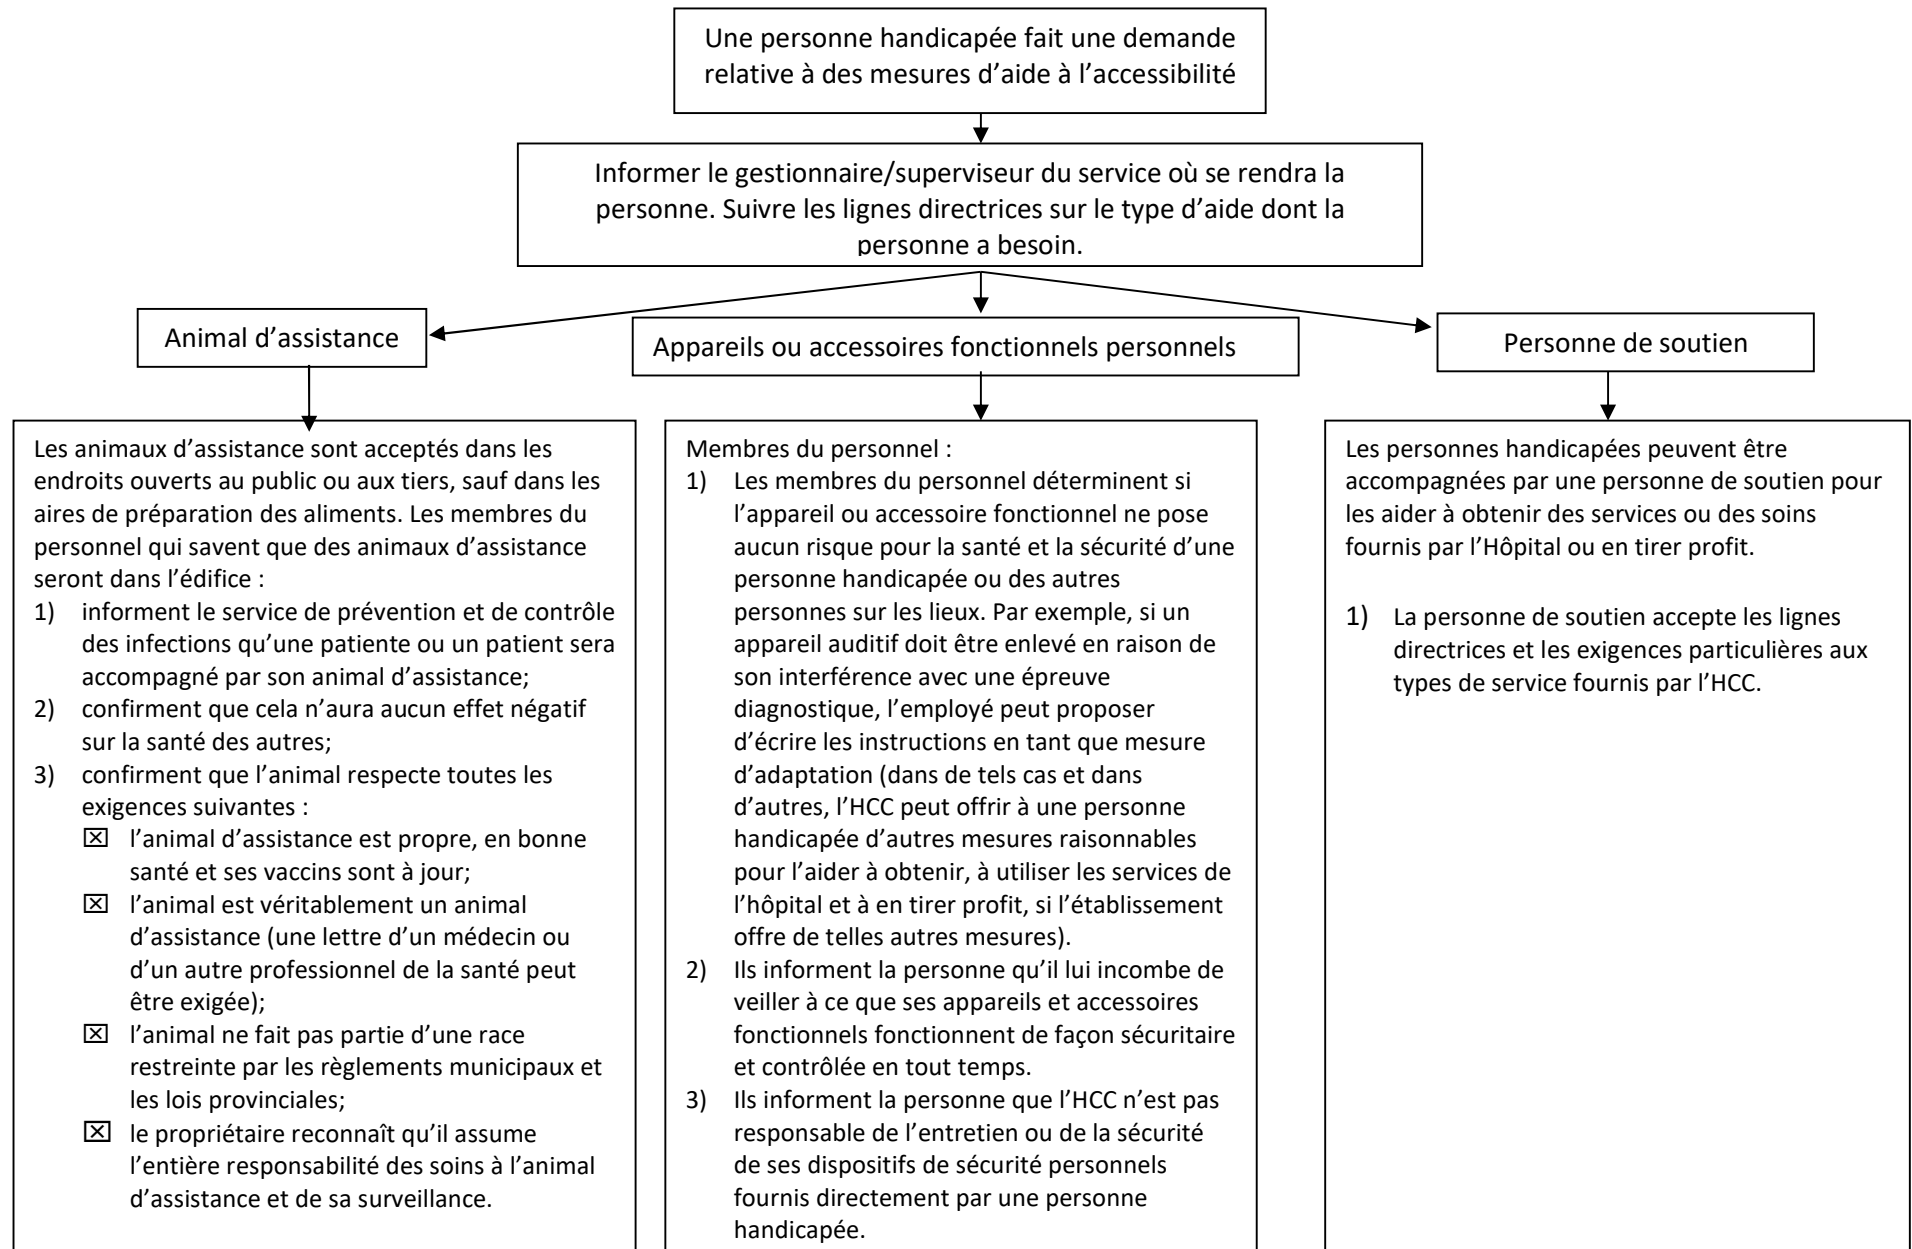 Une personne handicapée fait une demande
relative à des mesures d’aide à l’accessibilité
Informer le gestionnaire/superviseur du service où se rendra la
personne. Suivre les lignes directrices sur le type d’aide dont la
personne a besoin.
Animal d’assistance
Appareils ou accessoires fonctionnels personnels
Personne de soutien
Les animaux d’assistance sont acceptés dans les
endroits ouverts au public ou aux tiers, sauf dans les
aires de préparation des aliments. Les membres du
personnel qui savent que des animaux d’assistance
seront dans l’édifice :
1) informent le service de prévention et de contrôle
des infections qu’une patiente ou un patient sera
accompagné par son animal d’assistance;
2) confirment que cela n’aura aucun effet négatif
sur la santé des autres;
3) confirment que l’animal respecte toutes les
exigences suivantes :
☒ l’animal d’assistance est propre, en bonne
santé et ses vaccins sont à jour;
☒ l’animal est véritablement un animal
d’assistance (une lettre d’un médecin ou
d’un autre professionnel de la santé peut
être exigée);
☒ l’animal ne fait pas partie d’une race
restreinte par les règlements municipaux et
les lois provinciales;
☒ le propriétaire reconnaît qu’il assume
l’entière responsabilité des soins à l’animal
d’assistance et de sa surveillance.
Membres du personnel :
1) Les membres du personnel déterminent si
l’appareil ou accessoire fonctionnel ne pose
aucun risque pour la santé et la sécurité d’une
personne handicapée ou des autres
personnes sur les lieux. Par exemple, si un
appareil auditif doit être enlevé en raison de
son interférence avec une épreuve
diagnostique, l’employé peut proposer
d’écrire les instructions en tant que mesure
d’adaptation (dans de tels cas et dans
d’autres, l’HCC peut offrir à une personne
handicapée d’autres mesures raisonnables
pour l’aider à obtenir, à utiliser les services de
l’hôpital et à en tirer profit, si l’établissement
offre de telles autres mesures).
2) Ils informent la personne qu’il lui incombe de
veiller à ce que ses appareils et accessoires
fonctionnels fonctionnent de façon sécuritaire
et contrôlée en tout temps.
3) Ils informent la personne que l’HCC n’est pas
responsable de l’entretien ou de la sécurité
de ses dispositifs de sécurité personnels
fournis directement par une personne
handicapée.
Les personnes handicapées peuvent être
accompagnées par une personne de soutien pour
les aider à obtenir des services ou des soins
fournis par l’Hôpital ou en tirer profit.
1) La personne de soutien accepte les lignes
directrices et les exigences particulières aux
types de service fournis par l’HCC.